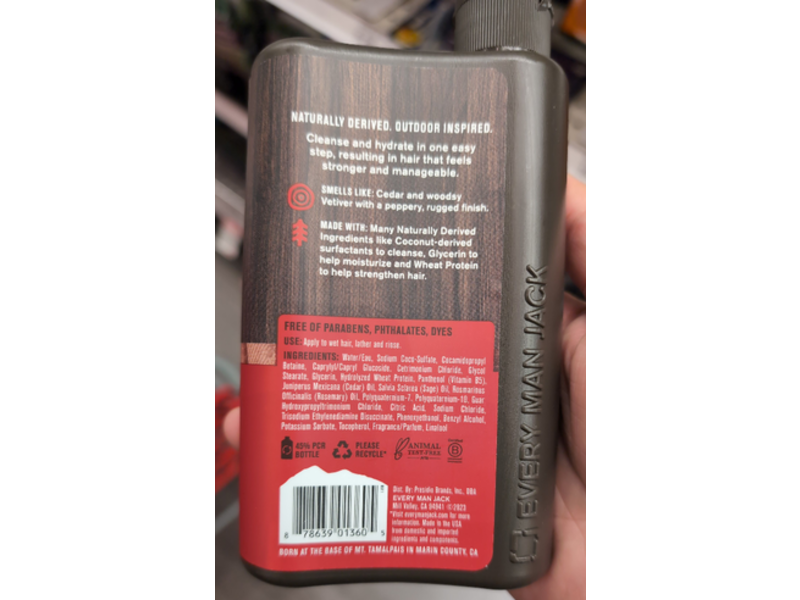 NATURALLY DERIVED. OUTDOOR INSPIRED.
Cleanse and hydrate in one easy
step, resulting in hair that feels
stronger and manageable.
SMELLS LIKE: Cedar and woodsy
Vetiver with a peppery, rugged finish.
MADE WITH: Many Naturally Derived
Ingredients like Coconut-derived
surfactants to cleanse, Glycerin to
help moisturize and Wheat Protein
to help strengthen hair.
FREE OF PARABENS, PHTHALATES, DYES
USE: Apply to wet hair, lather and rinse.
INGREDIENTS: Water/Eau, Sodium Coco-Sulfate, Cocamidopropyl
Betaine, Caprylyl/Capryl Glucoside, Cetrimonium Chloride, Glycol
Stearate, Glycerin, Hydrolyzed Wheat Protein, Panthenol (Vitamin B5),
Juniperus Mexicana (Cedar) Oil, Salvia Sclarea (Sage) Oil, Rosmarinus
Officinalis (Rosemary) Oil, Polyquaternium-7, Polyquaternium-10, Guar
Hydroxypropyltrimonium Chloride, Citric Acid, Sodium Chloride,
Trisodium Ethylenediamine Disuccinate, Phenoxyethanol, Benzyl Alcohol,
Potassium Sorbate, Tocopherol, Fragrance/Parfum, Linalool
45% PCR
BOTTLE
PLEASE
RECYCLE*
ANIMAL
TEST-FREE
B
Dist. By: Presidio Brands, Inc., DBA
EVERY MAN JACK
Mill Valley, CA 94941 ©2023
*Visit everymanjack.com for more
information. Made in the USA
from domestic and imported
ingredients and components.
8 78639 01360 5
BORN AT THE BASE OF MT. TAMALPAIS IN MARIN COUNTY, CA
EVERY MAN JACK